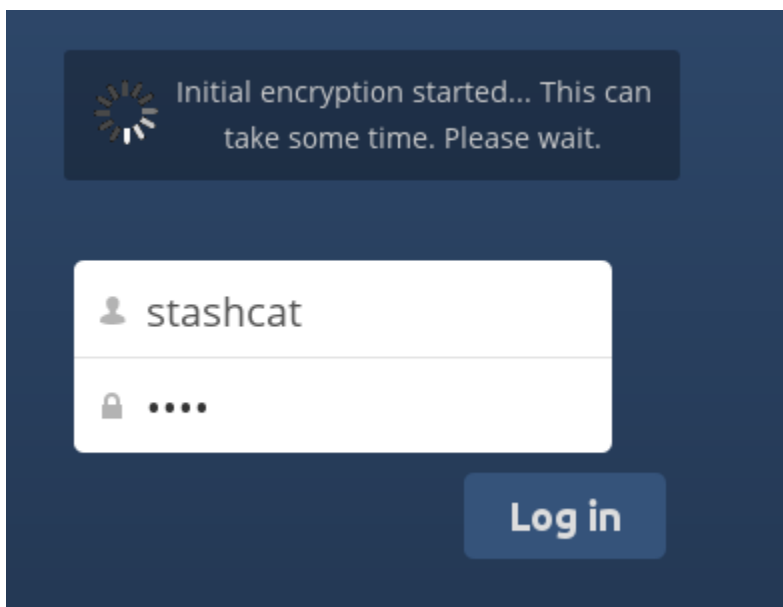 Initial encryption started... This can
take some time. Please wait.
stashcat
••••
Log in